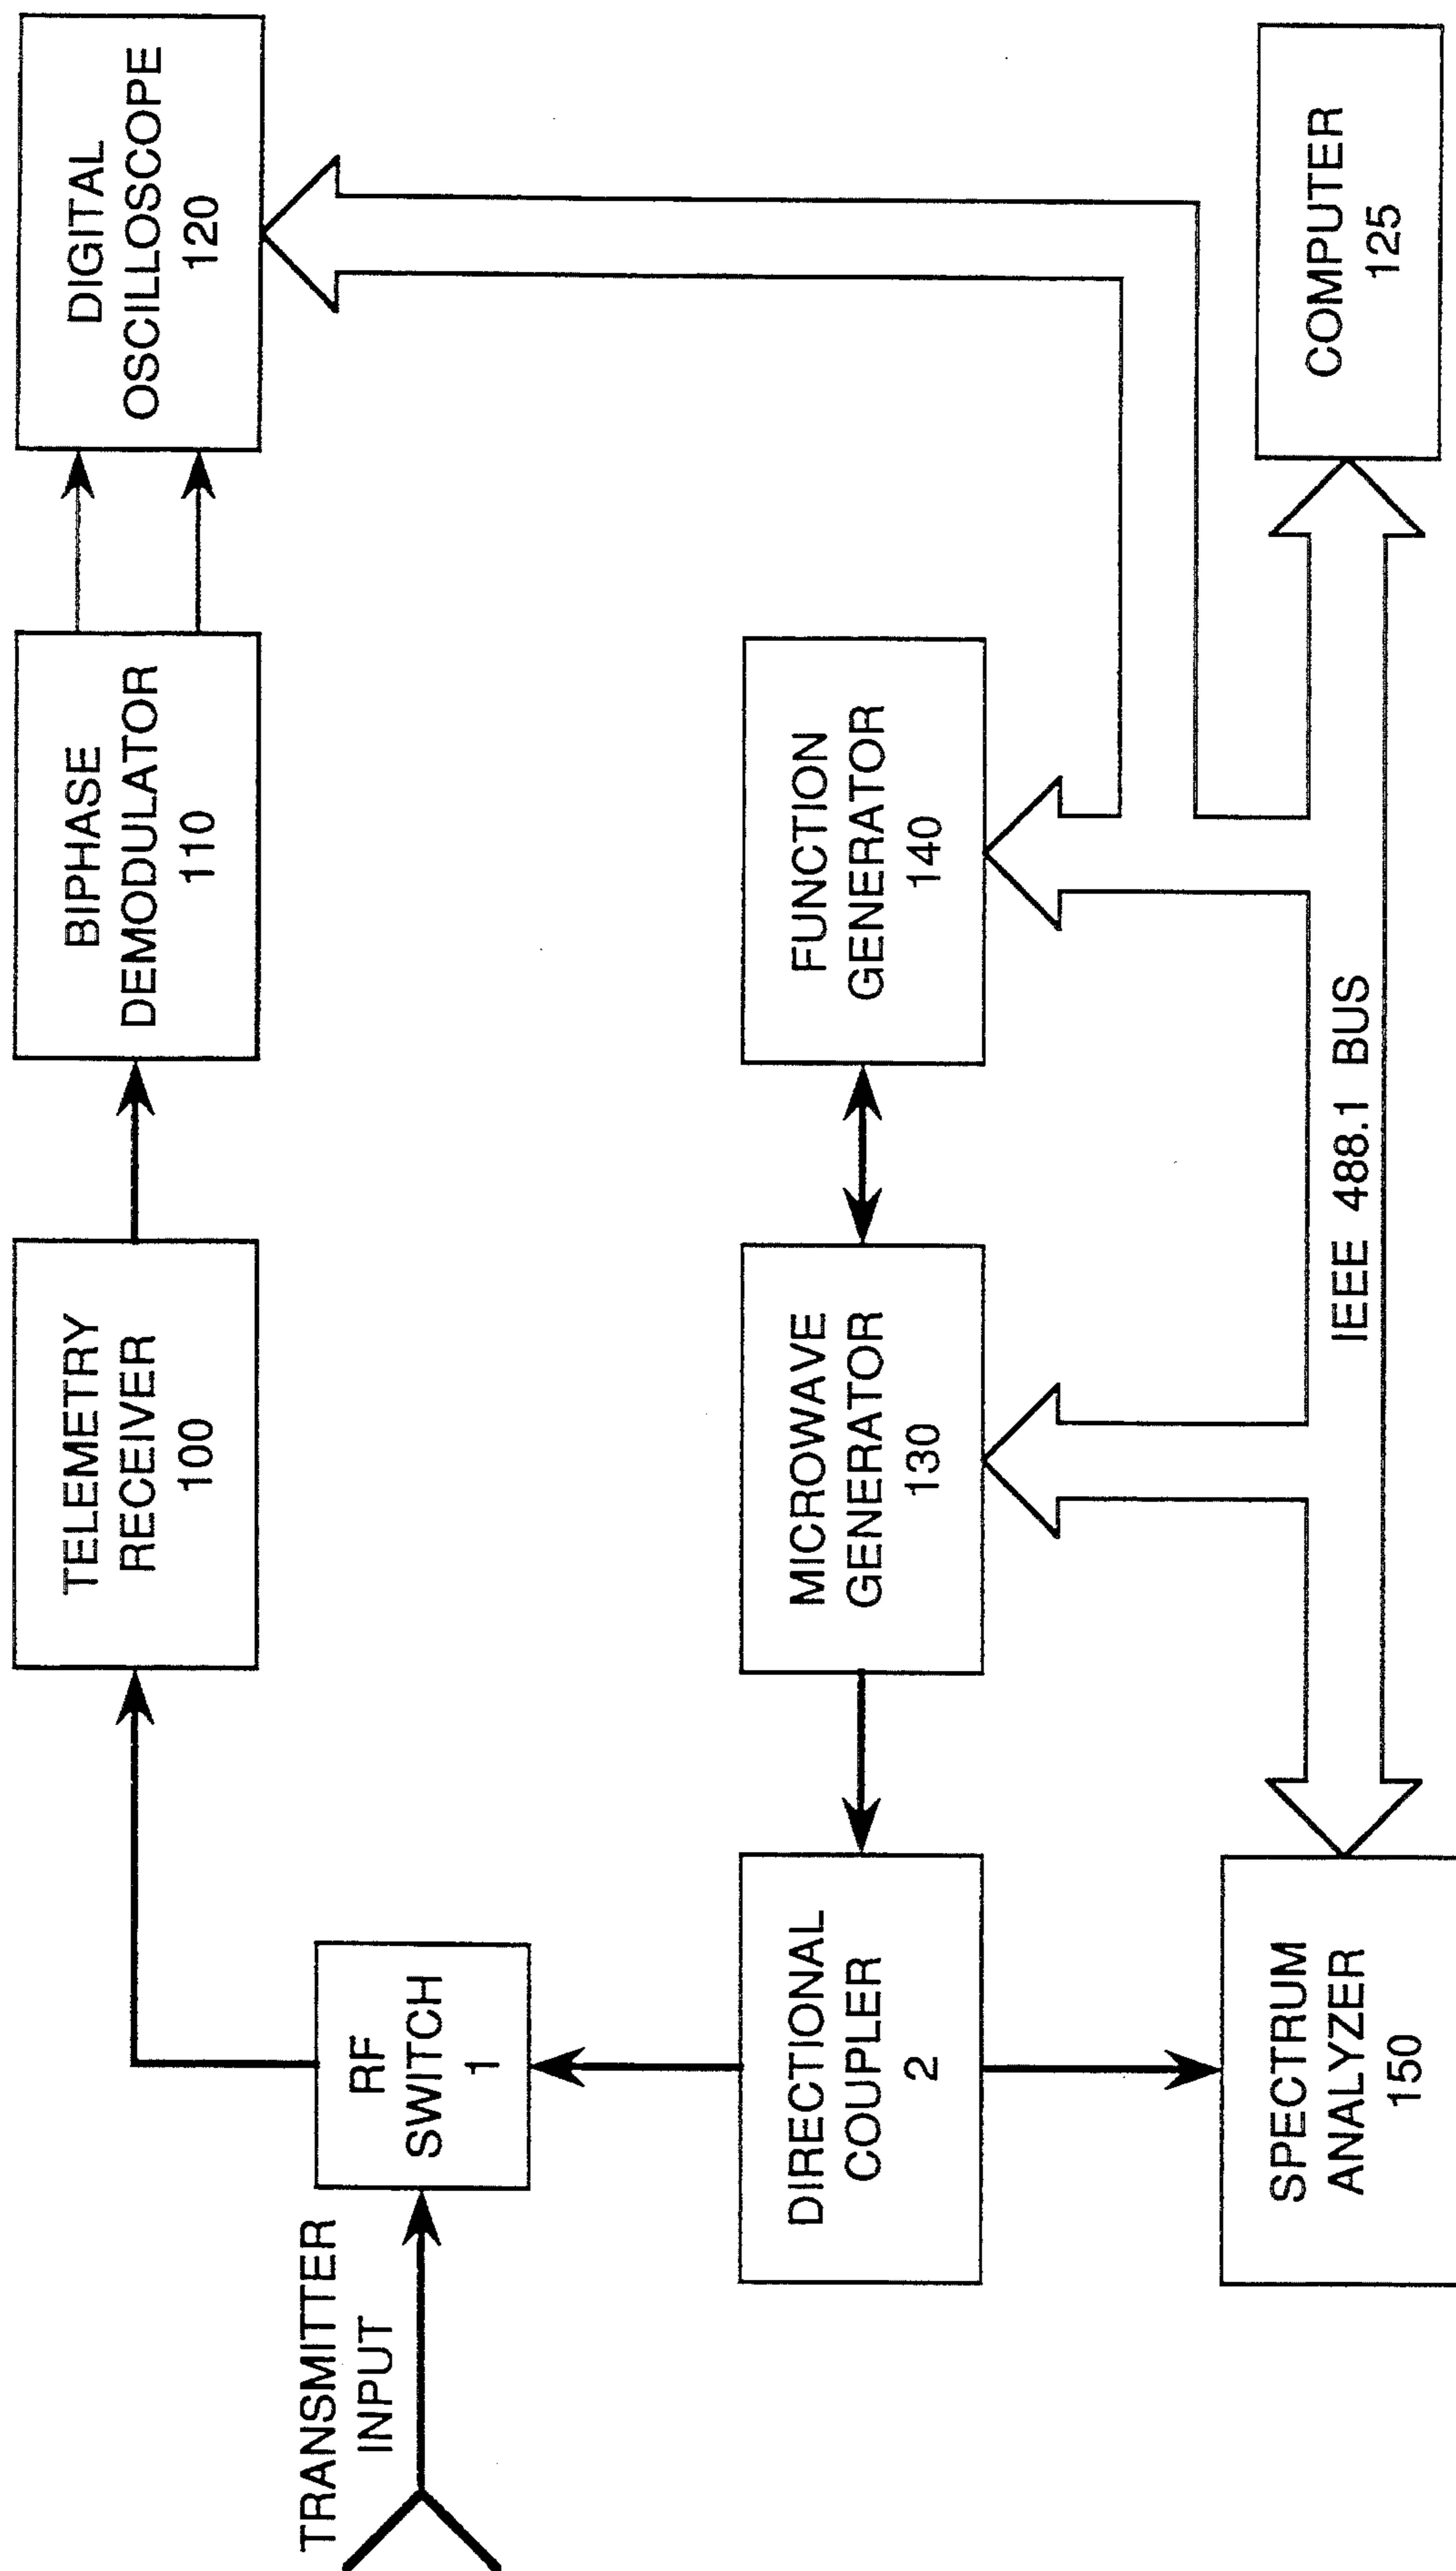 TELEMETRY
RECEIVER
100
BIPHASE
DEMODULATOR
110
DIGITAL
OSCILLOSCOPE
120
TRANSMITTER
INPUT
RF
SWITCH
1
DIRECTIONAL
COUPLER
2
MICROWAVE
GENERATOR
130
FUNCTION
GENERATOR
140
SPECTRUM
ANALYZER
150
IEEE 488.1 BUS
COMPUTER
125